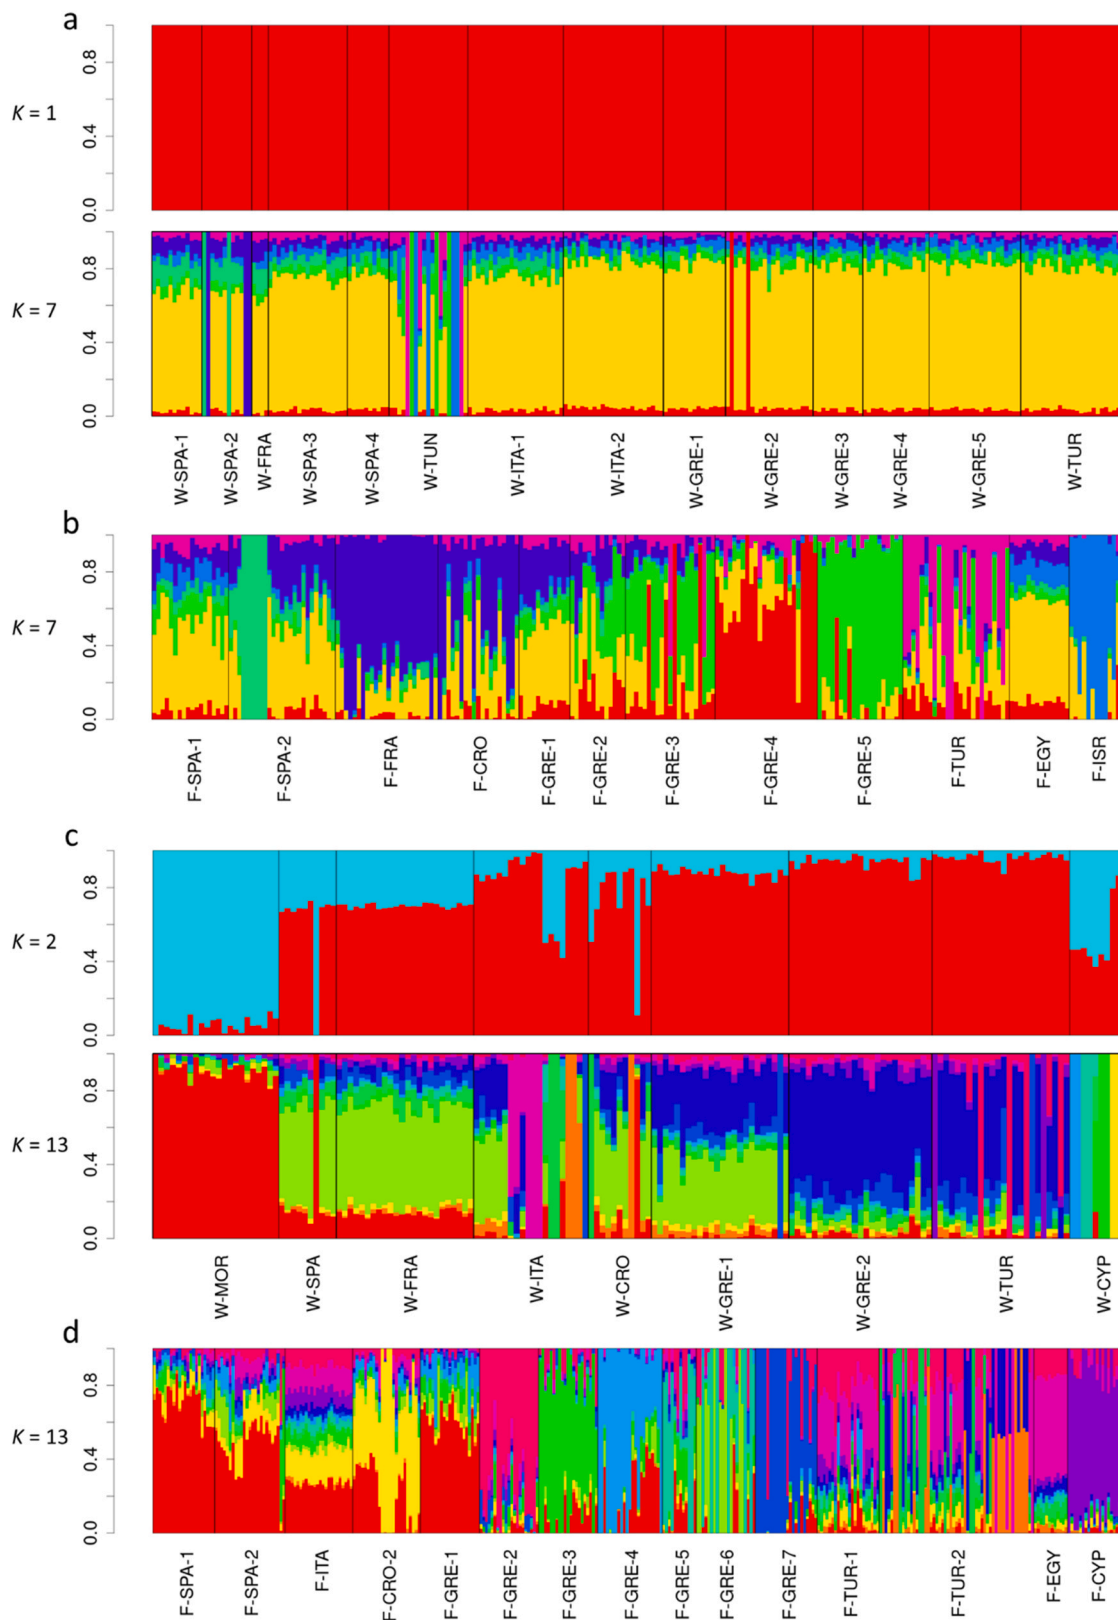 a
0.8
K = 1
0.4
0.0
0.8
K = 7
0.4
0.0
W-SPA-1 W-SPA-2 W-FRA W-SPA-3 W-SPA-4 W-TUN W-ITA-1 W-ITA-2 W-GRE-1 W-GRE-2 W-GRE-3 W-GRE-4 W-GRE-5 W-TUR
b
0.8
K = 7
0.4
0.0
F-SPA-1 F-SPA-2 F-FRA F-CRO F-GRE-1 F-GRE-2 F-GRE-3 F-GRE-4 F-GRE-5 F-TUR F-EGY F-ISR
c
0.8
K = 2
0.4
0.0
0.8
K = 13
0.4
0.0
W-MOR W-SPA W-FRA W-ITA W-CRO W-GRE-1 W-GRE-2 W-TUR W-CYP
d
0.8
K = 13
0.4
0.0
F-SPA-1 F-SPA-2 F-ITA F-CRO-2 F-GRE-1 F-GRE-2 F-GRE-3 F-GRE-4 F-GRE-5 F-GRE-6 F-GRE-7 F-TUR-1 F-TUR-2 F-EGY F-CYP